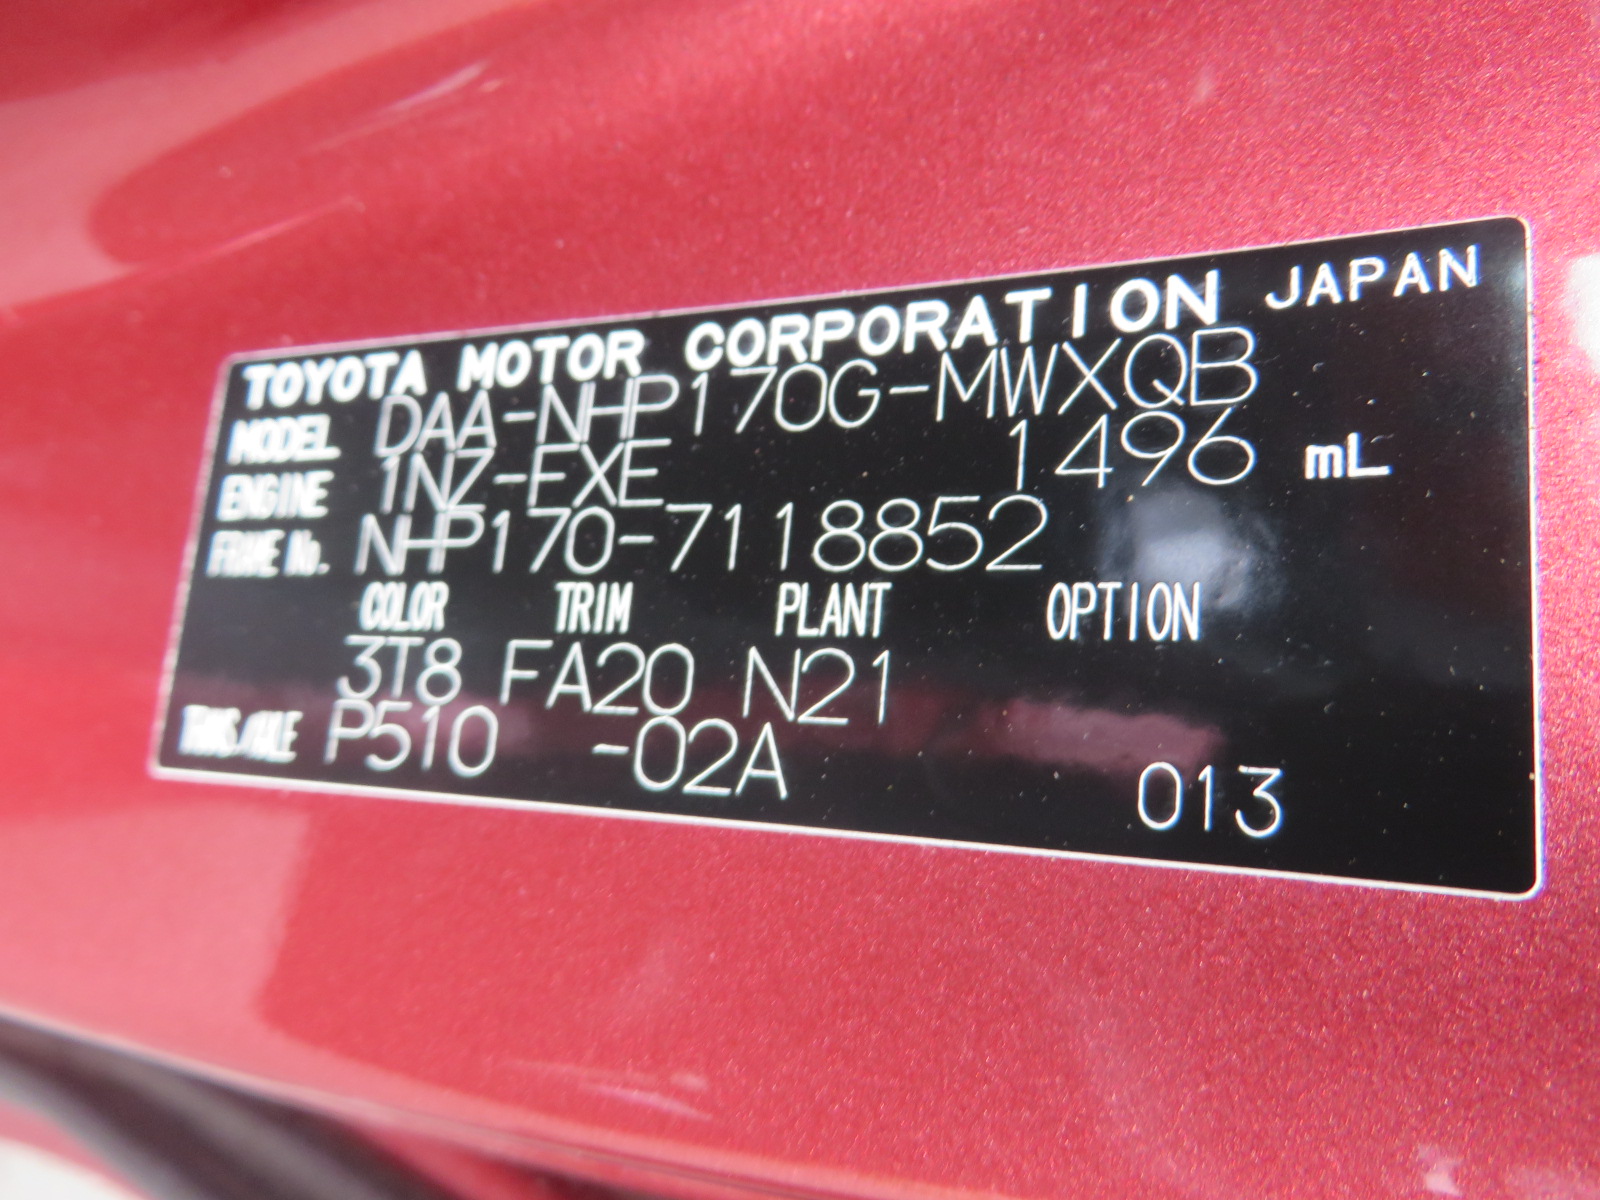 TOYOTA MOTOR CORPORATION JAPAN
MODEL DAA-NHP170G-MWXQB
ENGINE 1NZ-FXE 1496 mL
FRAME No. NHP170-7118852
COLOR TRIM PLANT OPTION
3T8 FA20 N21
TRANS/AXLE P510 -02A
013